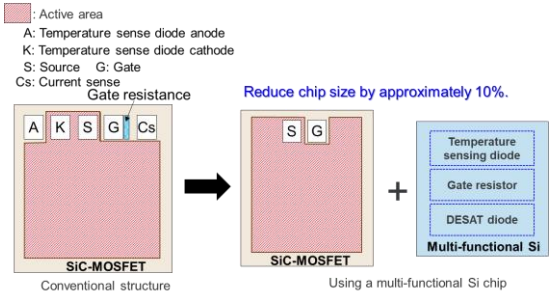 : Active area
A: Temperature sense diode anode
K: Temperature sense diode cathode
S: Source G: Gate
Cs: Current sense
Gate resistance
Reduce chip size by approximately 10%.
A K S G Cs
SiC-MOSFET
Conventional structure
S G
SiC-MOSFET
+
Temperature
sensing diode
Gate resistor
DESAT diode
Multi-functional Si
Using a multi-functional Si chip